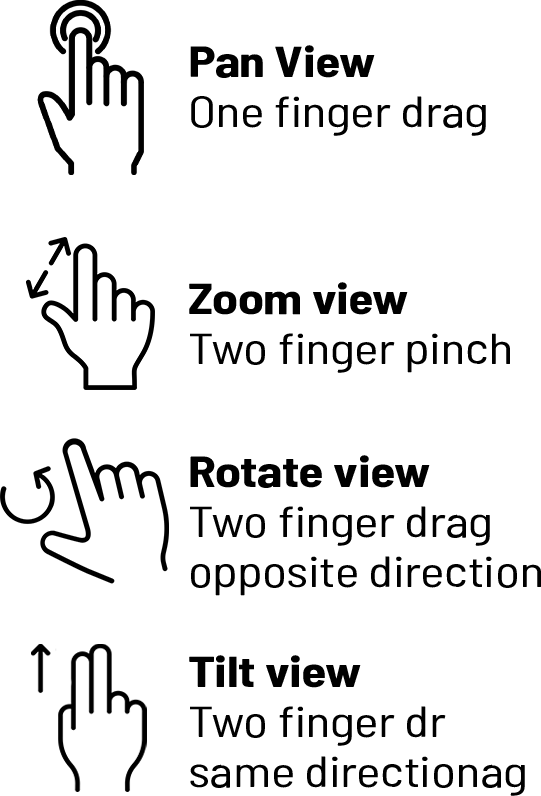 Pan View
One finger drag
Zoom view
Two finger pinch
Rotate view
Two finger drag
opposite direction
Tilt view
Two finger dr
same directionag